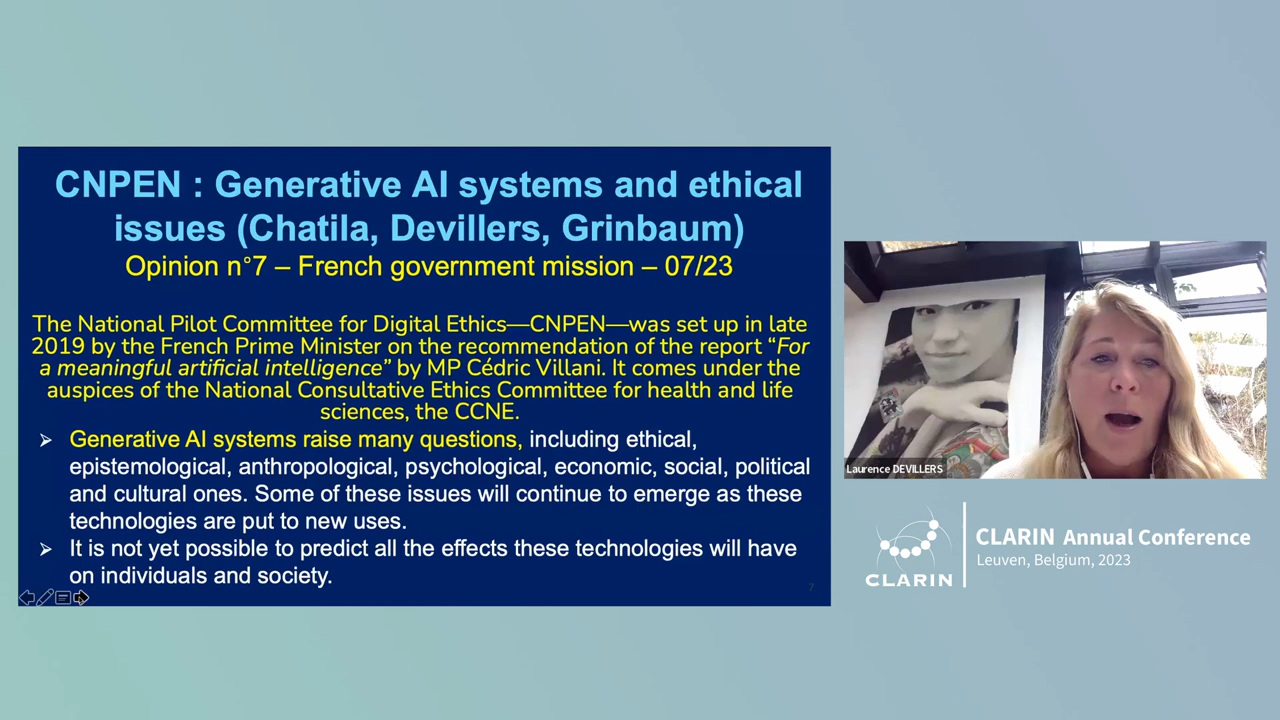 CNPEN : Generative AI systems and ethical
issues (Chatila, Devillers, Grinbaum)
Opinion n°7 – French government mission – 07/23
The National Pilot Committee for Digital Ethics—CNPEN—was set up in late
2019 by the French Prime Minister on the recommendation of the report “For
a meaningful artificial intelligence” by MP Cédric Villani. It comes under the
auspices of the National Consultative Ethics Committee for health and life
sciences, the CCNE.
➢ Generative AI systems raise many questions, including ethical,
epistemological, anthropological, psychological, economic, social, political
and cultural ones. Some of these issues will continue to emerge as these
technologies are put to new uses.
➢ It is not yet possible to predict all the effects these technologies will have
on individuals and society.
7
Laurence DEVILLERS
CLARIN
CLARIN Annual Conference
Leuven, Belgium, 2023